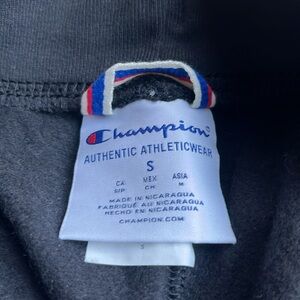 Champion
AUTHENTIC ATHLETICWEAR
S
CA MEX ASIA
S/P CH M
MADE IN NICARAGUA
FABRIQUÉ AU NICARAGUA
HECHO EN NICARAGUA
CHAMPION.COM
S